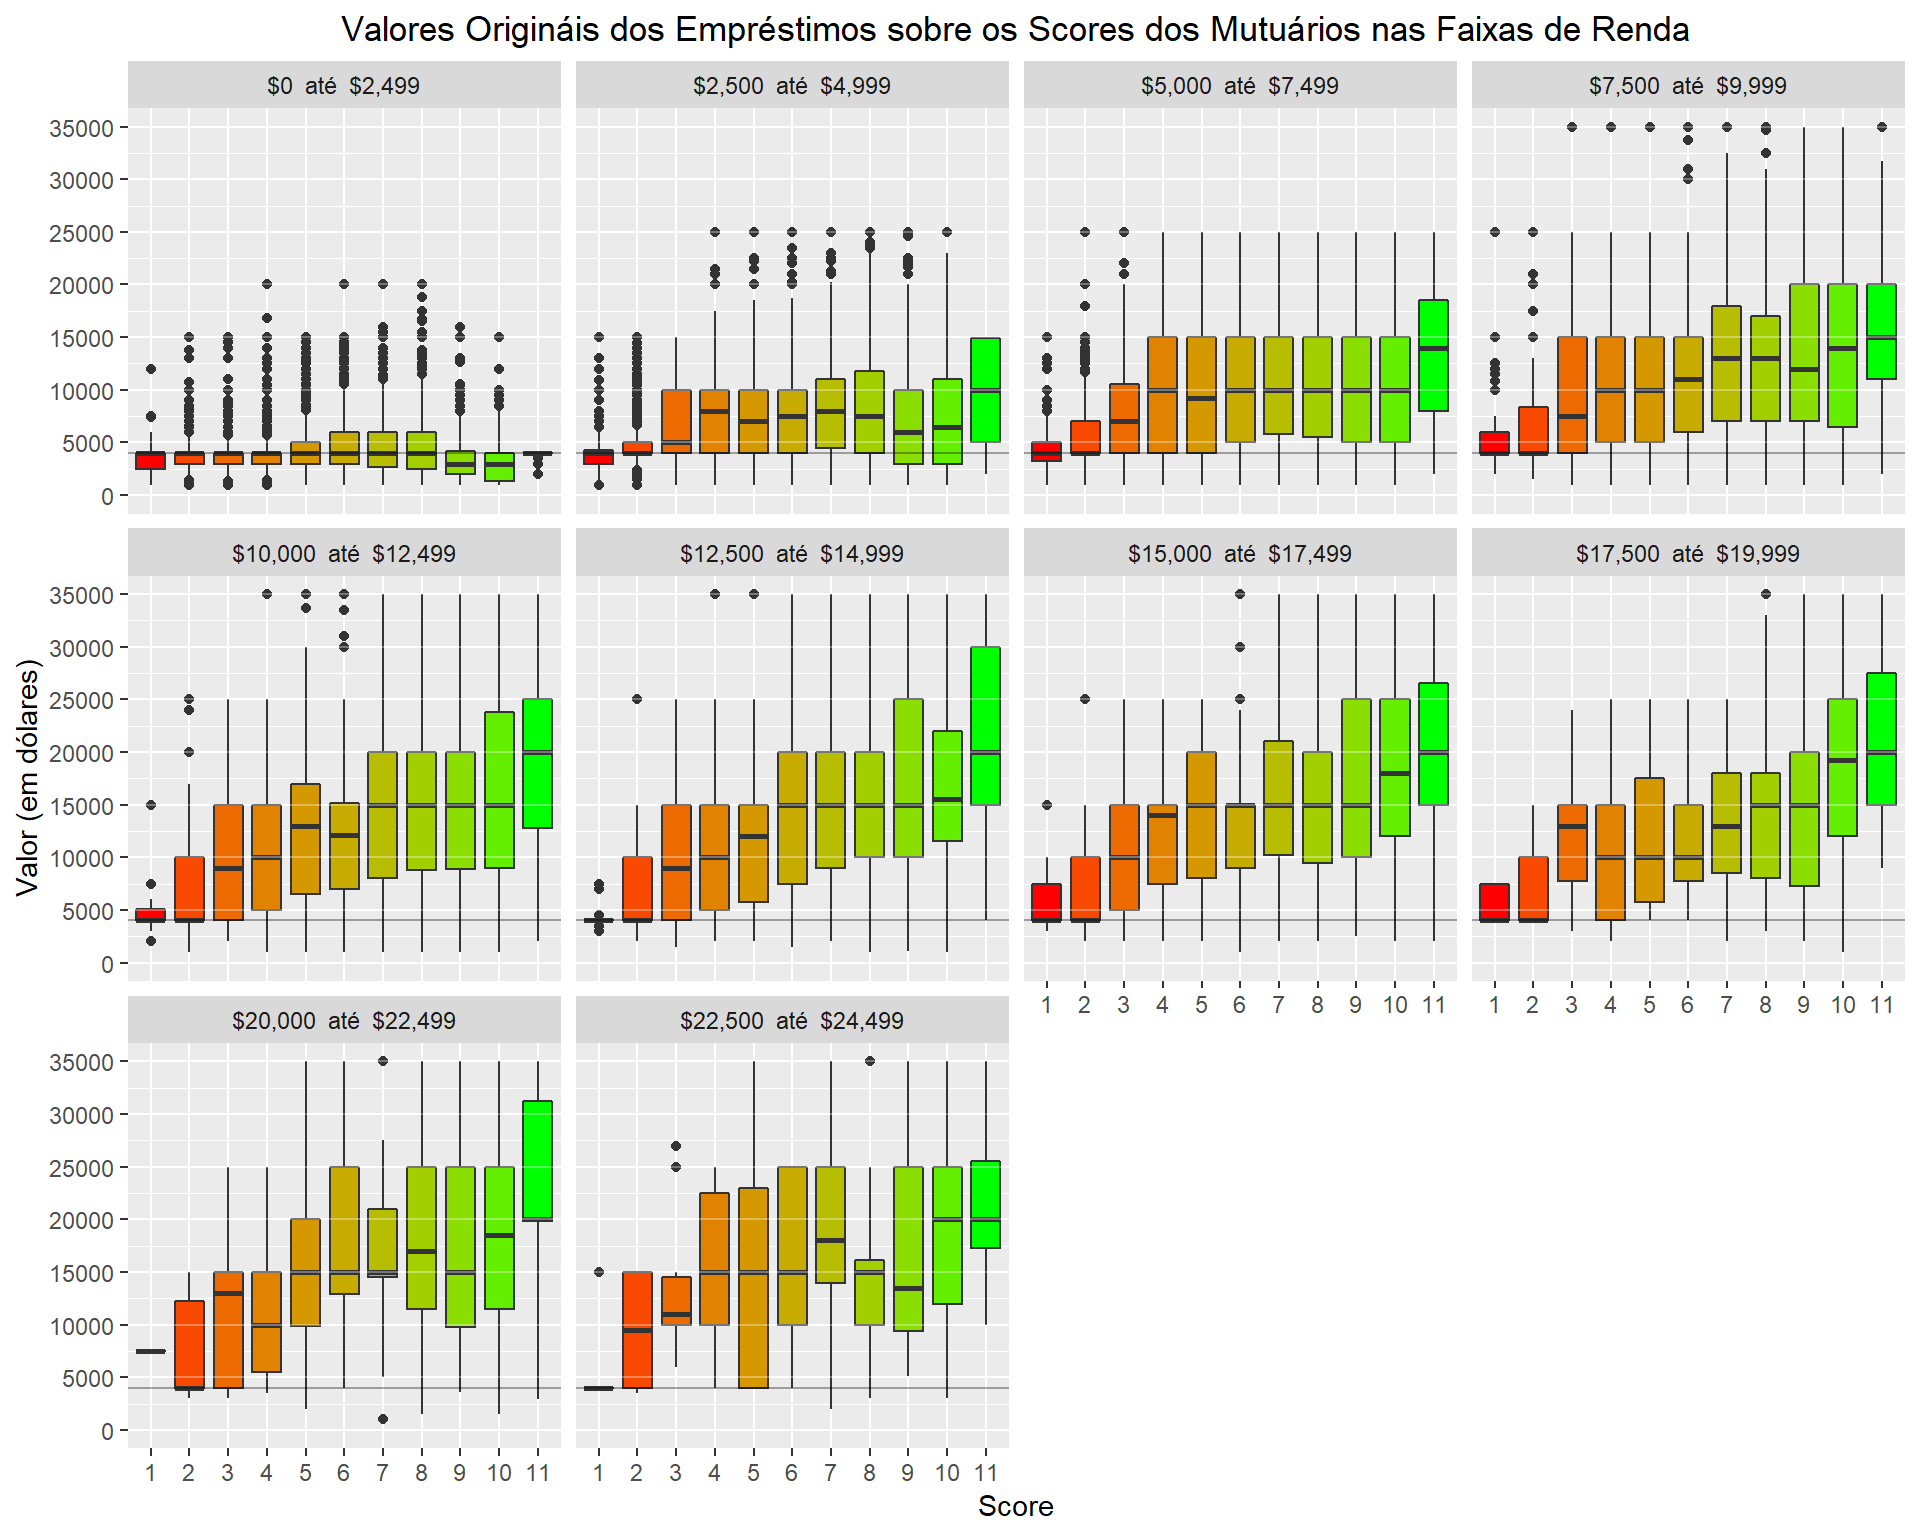 Valores Origináis dos Empréstimos sobre os Scores dos Mutuários nas Faixas de Renda
$0 até $2,499
$2,500 até $4,999
$5,000 até $7,499
$7,500 até $9,999
35000
30000
25000
20000
15000
10000
5000
0
$10,000 até $12,499
$12,500 até $14,999
$15,000 até $17,499
$17,500 até $19,999
35000
30000
25000
20000
15000
10000
5000
0
Valor (em dólares)
1 2 3 4 5 6 7 8 9 10 11
1 2 3 4 5 6 7 8 9 10 11
$20,000 até $22,499
$22,500 até $24,499
35000
30000
25000
20000
15000
10000
5000
0
1 2 3 4 5 6 7 8 9 10 11
1 2 3 4 5 6 7 8 9 10 11
Score